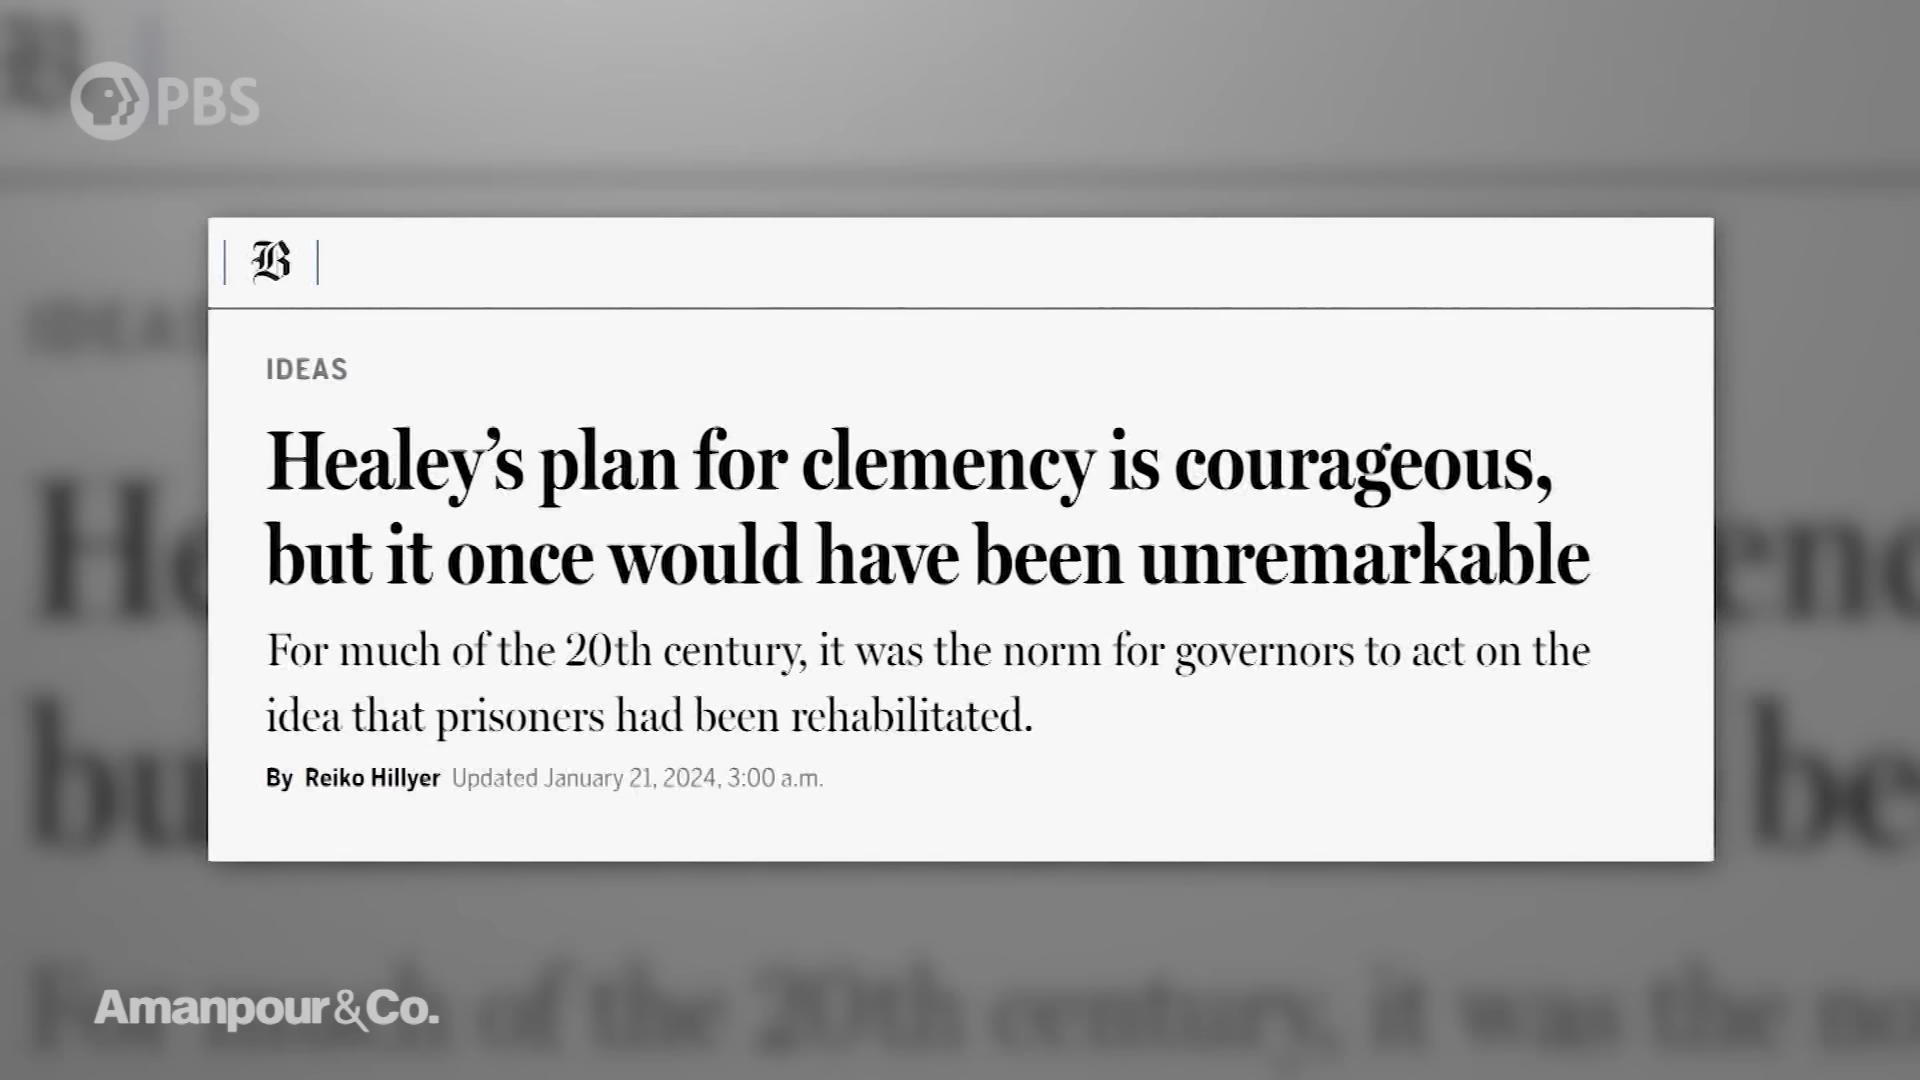 PBS
B
IDEAS
Healey’s plan for clemency is courageous,
but it once would have been unremarkable
For much of the 20th century, it was the norm for governors to act on the
idea that prisoners had been rehabilitated.
By Reiko Hillyer Updated January 21, 2024, 3:00 a.m.
Amanpour&Co.